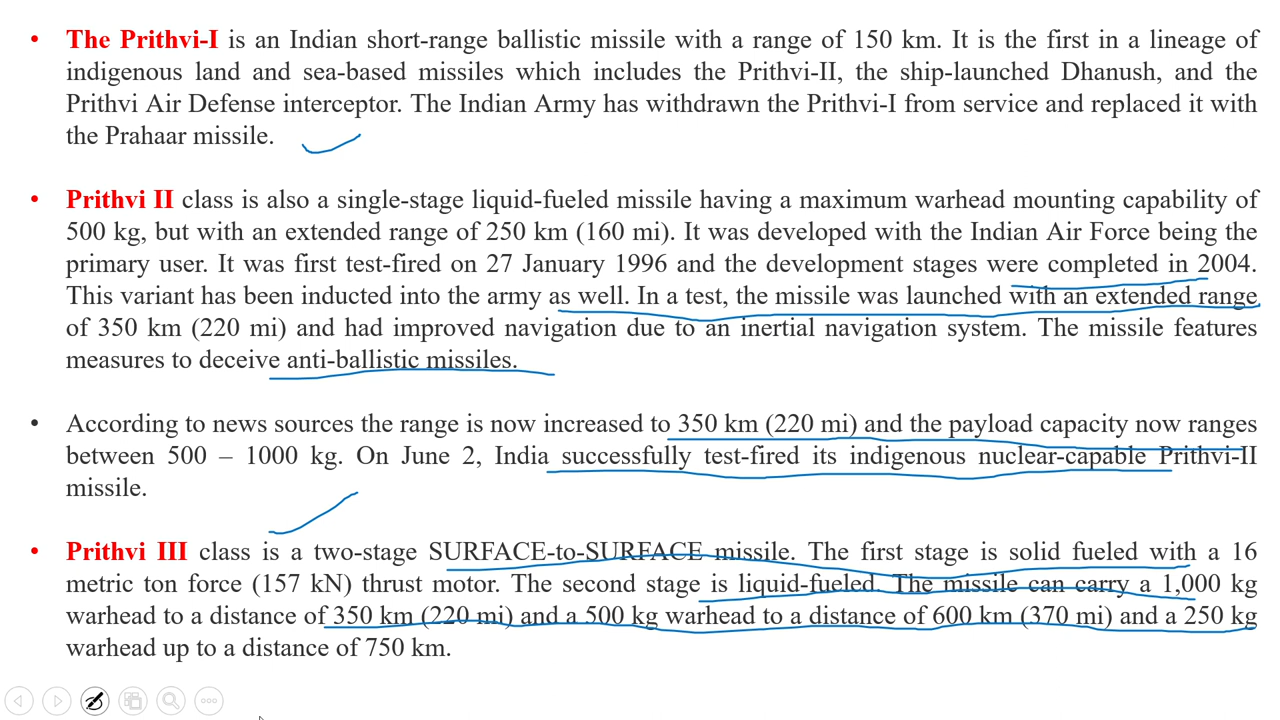 • The Prithvi-I is an Indian short-range ballistic missile with a range of 150 km. It is the first in a lineage of
indigenous land and sea-based missiles which includes the Prithvi-II, the ship-launched Dhanush, and the
Prithvi Air Defense interceptor. The Indian Army has withdrawn the Prithvi-I from service and replaced it with
the Prahaar missile.
• Prithvi II class is also a single-stage liquid-fueled missile having a maximum warhead mounting capability of
500 kg, but with an extended range of 250 km (160 mi). It was developed with the Indian Air Force being the
primary user. It was first test-fired on 27 January 1996 and the development stages were completed in 2004.
This variant has been inducted into the army as well. In a test, the missile was launched with an extended range
of 350 km (220 mi) and had improved navigation due to an inertial navigation system. The missile features
measures to deceive anti-ballistic missiles.
• According to news sources the range is now increased to 350 km (220 mi) and the payload capacity now ranges
between 500 – 1000 kg. On June 2, India successfully test-fired its indigenous nuclear-capable Prithvi-II
missile.
• Prithvi III class is a two-stage SURFACE-to-SURFACE missile. The first stage is solid fueled with a 16
metric ton force (157 kN) thrust motor. The second stage is liquid-fueled. The missile can carry a 1,000 kg
warhead to a distance of 350 km (220 mi) and a 500 kg warhead to a distance of 600 km (370 mi) and a 250 kg
warhead up to a distance of 750 km.